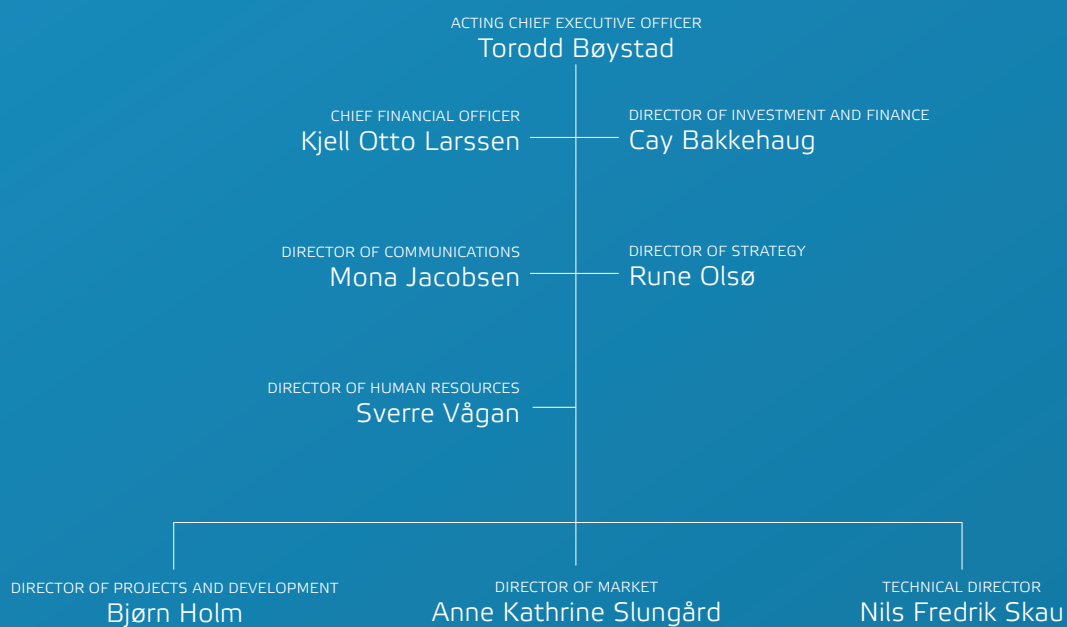 ACTING CHIEF EXECUTIVE OFFICER
Torodd Bøystad
CHIEF FINANCIAL OFFICER
Kjell Otto Larssen
DIRECTOR OF INVESTMENT AND FINANCE
Cay Bakkehaug
DIRECTOR OF COMMUNICATIONS
Mona Jacobsen
DIRECTOR OF STRATEGY
Rune Olsø
DIRECTOR OF HUMAN RESOURCES
Sverre Vågan
DIRECTOR OF PROJECTS AND DEVELOPMENT
Bjørn Holm
DIRECTOR OF MARKET
Anne Kathrine Slungård
TECHNICAL DIRECTOR
Nils Fredrik Skau